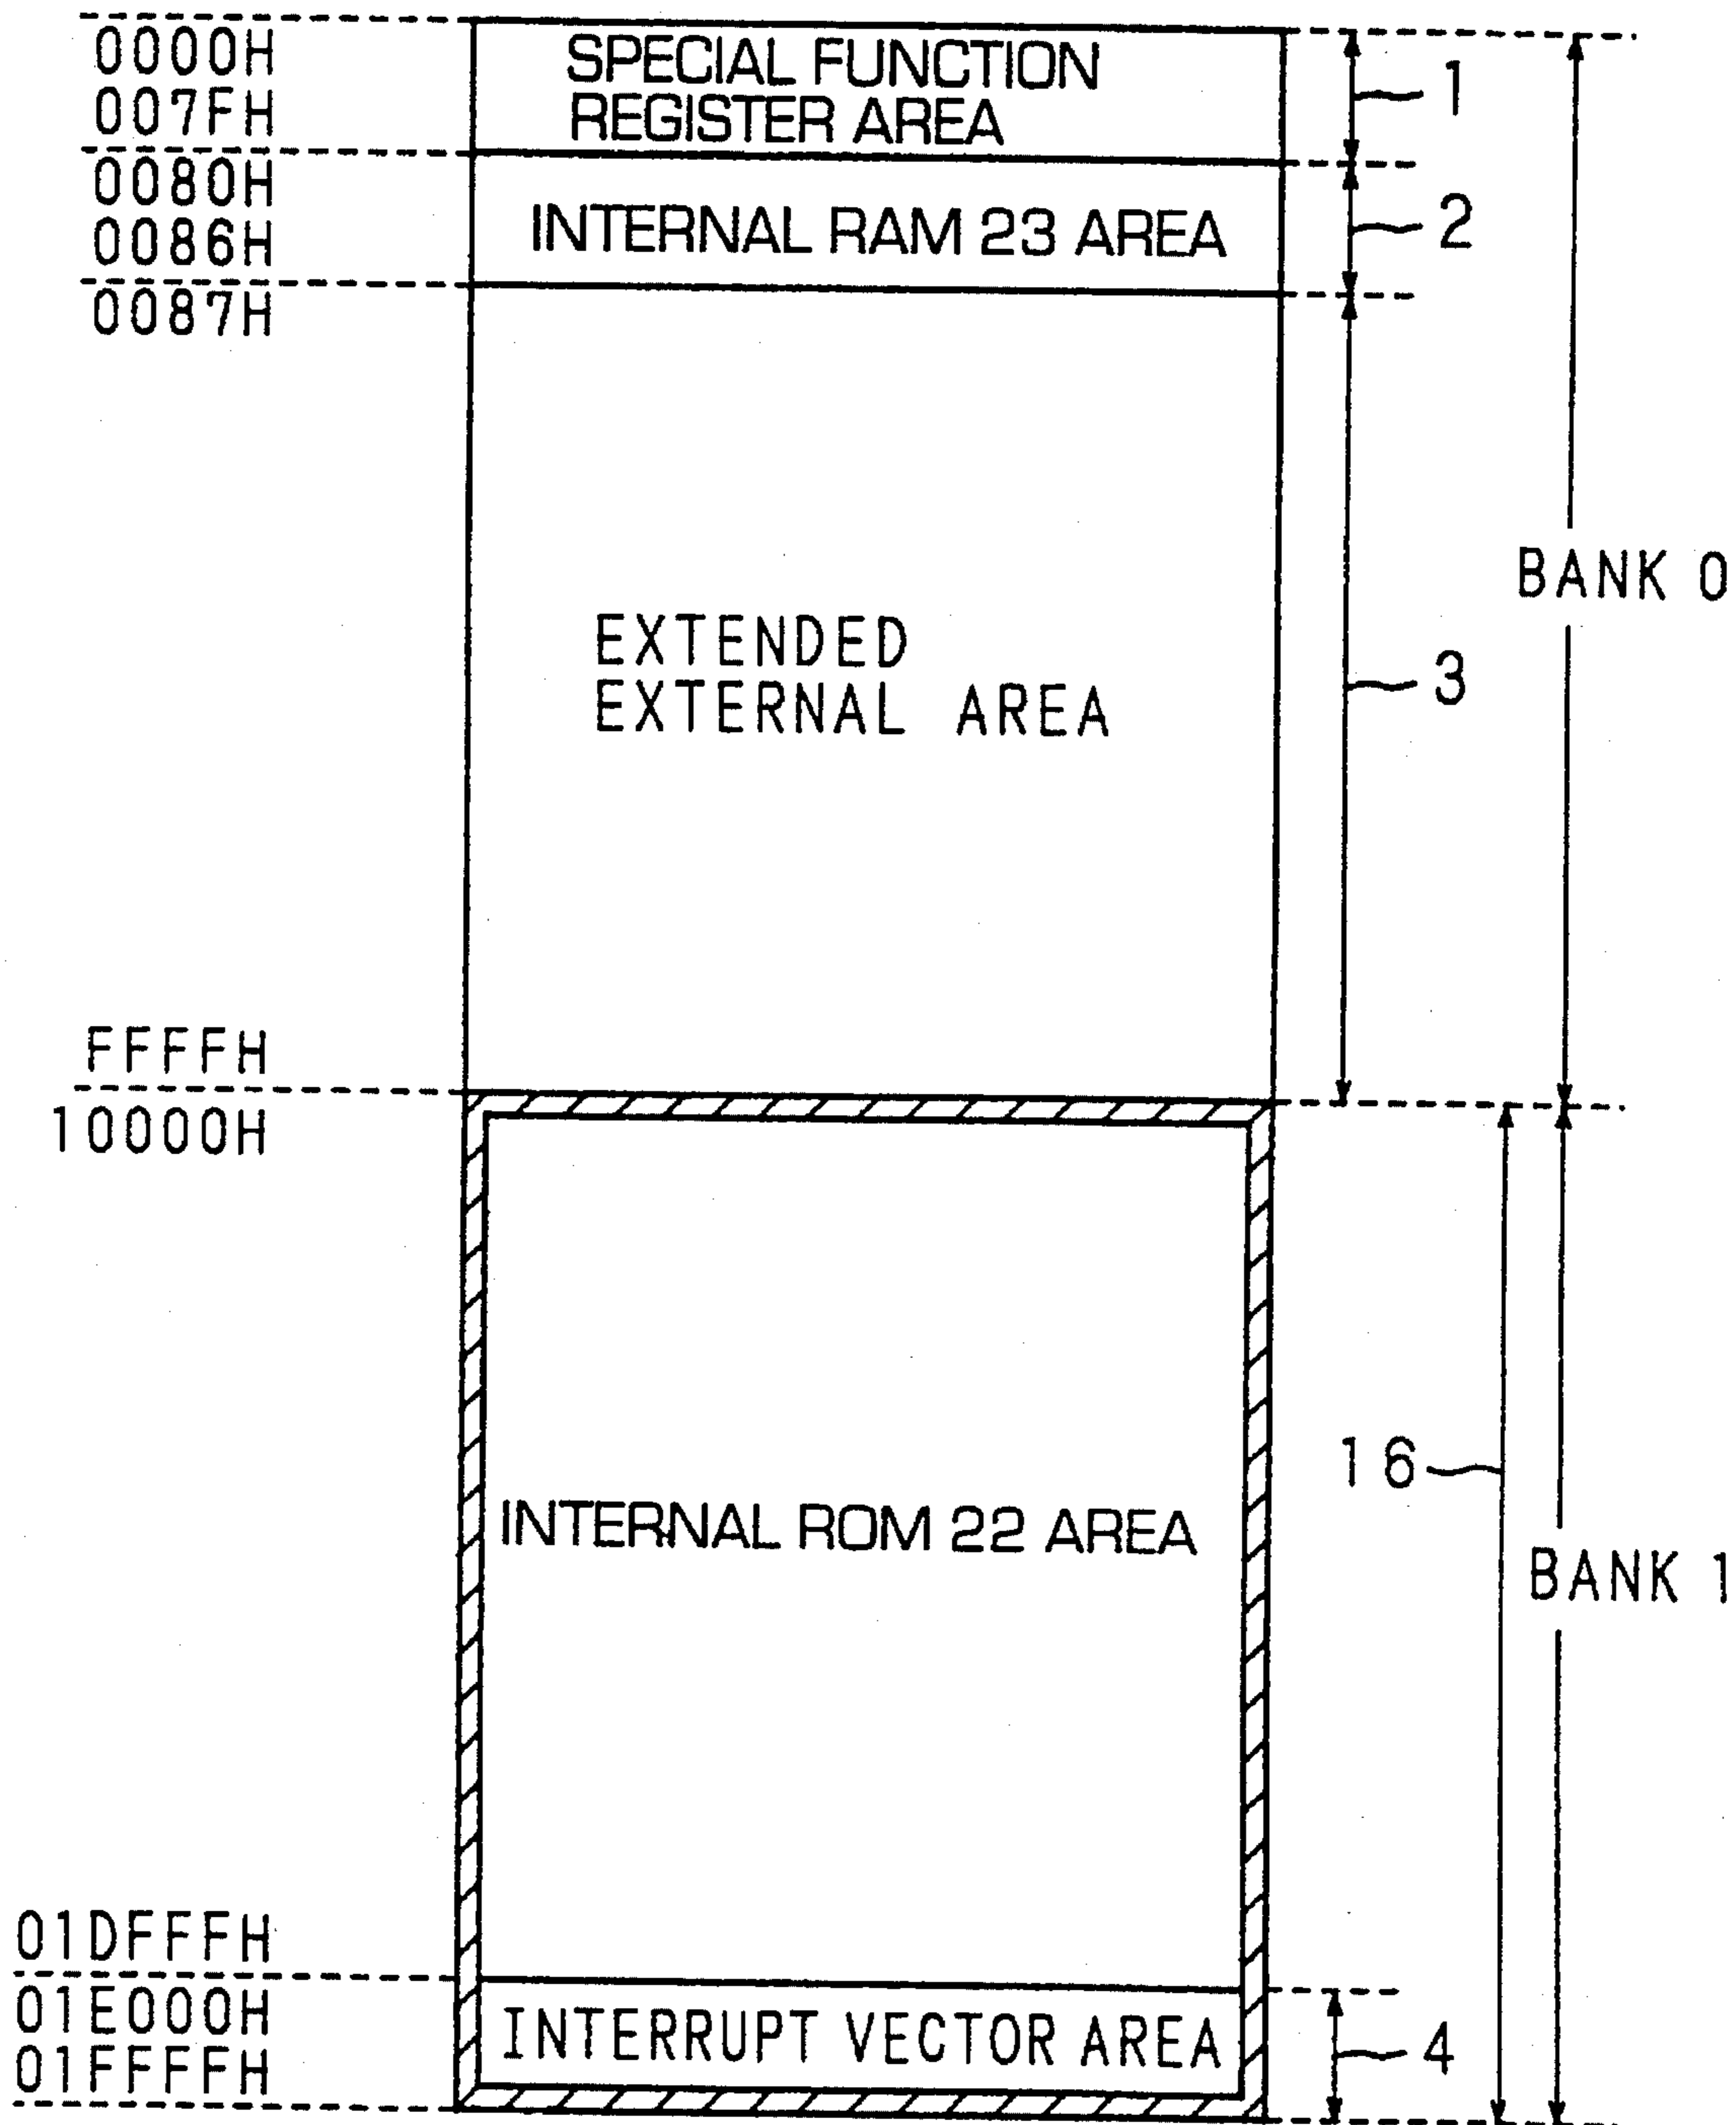 0000H
SPECIAL FUNCTION
007FH
REGISTER AREA
1
0080H
0086H
INTERNAL RAM 23 AREA
2
0087H
BANK 0
EXTENDED
EXTERNAL AREA
3
FFFFH
10000H
16
INTERNAL ROM 22 AREA
BANK 1
01DFFFH
01E000H
INTERRUPT VECTOR AREA
4
01FFFFH